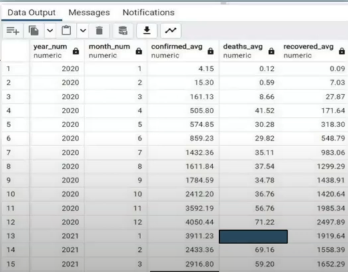 Data Output Messages Notifications
year_num numeric month_num numeric confirmed_avg numeric deaths_avg numeric recovered_avg numeric
1 2020 1 4.15 0.12 0.09
2 2020 2 15.30 0.59 7.03
3 2020 3 161.13 8.66 27.87
4 2020 4 505.80 41.52 171.64
5 2020 5 574.85 30.28 318.30
6 2020 6 859.23 29.82 548.79
7 2020 7 1432.36 35.11 983.06
8 2020 8 1611.84 37.54 1299.29
9 2020 9 1784.59 34.78 1438.91
10 2020 10 2412.20 36.76 1420.64
11 2020 11 3592.19 56.76 1985.34
12 2020 12 4050.44 71.22 2497.89
13 2021 1 3911.23 1919.64
14 2021 2 2433.36 69.16 1558.39
15 2021 3 2916.80 59.20 1652.29